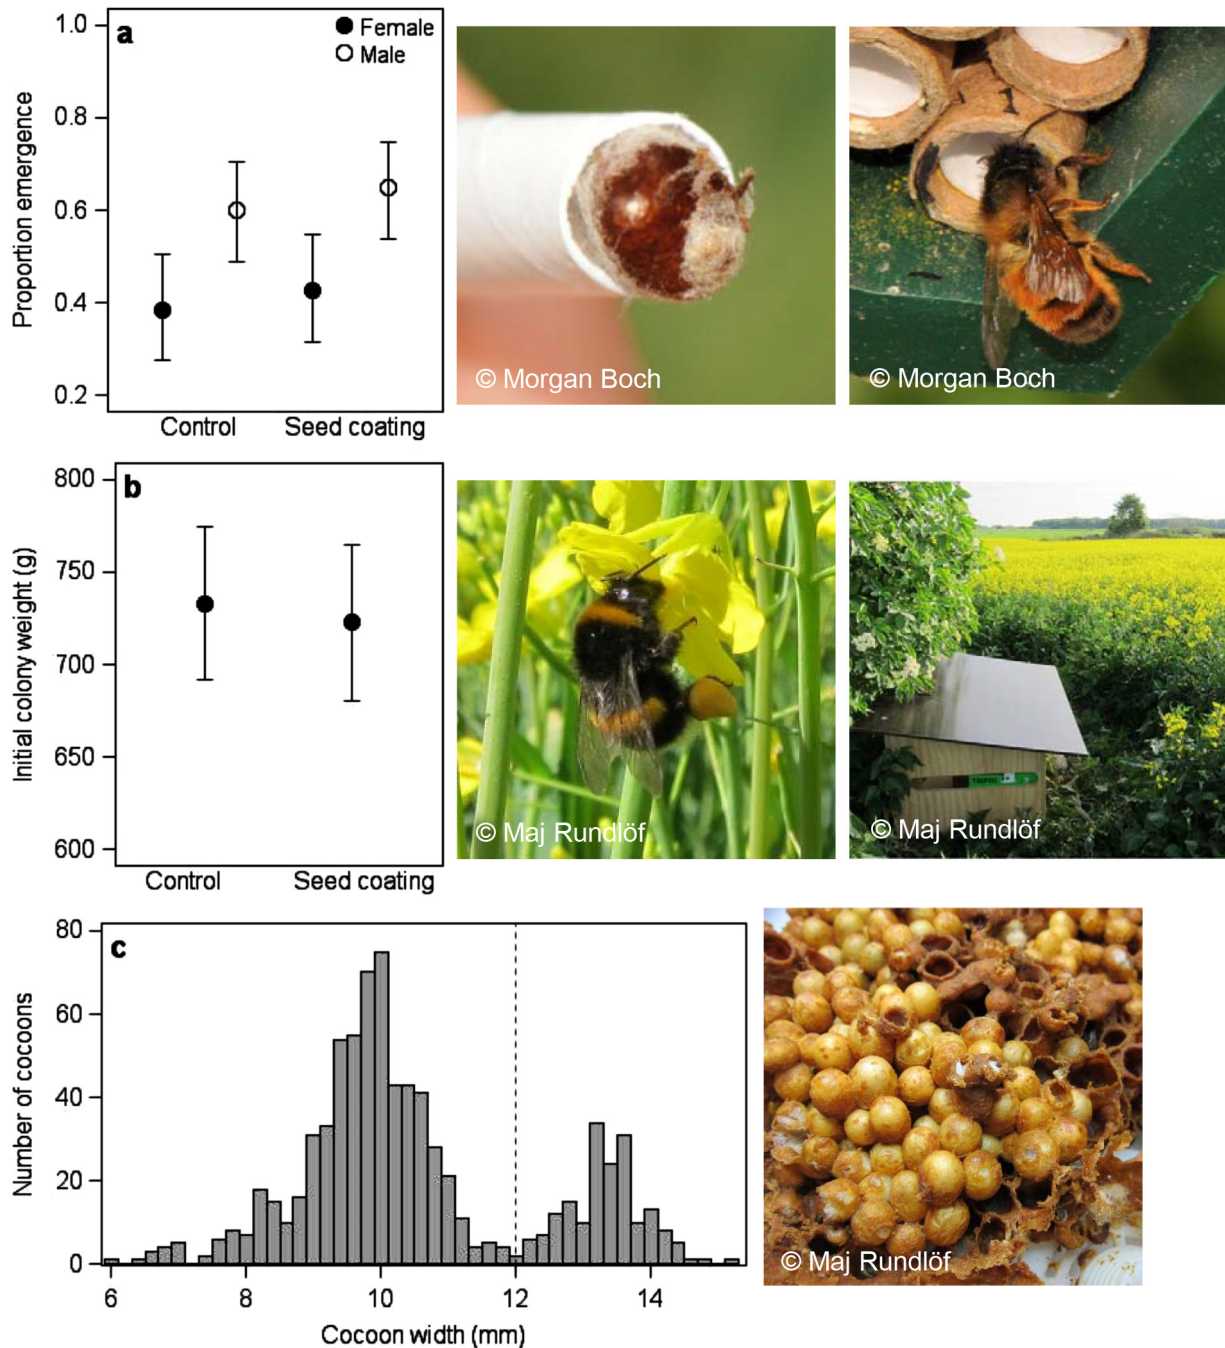 a
Female
Male
1.0
0.8
0.6
0.4
0.2
Proportion emergence
Control
Seed coating
© Morgan Boch
© Morgan Boch
b
800
750
700
650
600
Initial colony weight (g)
Control
Seed coating
© Maj Rundlöf
TRIPOL
© Maj Rundlöf
c
80
60
40
20
0
Number of cocoons
6
8
10
12
14
Cocoon width (mm)
© Maj Rundlöf